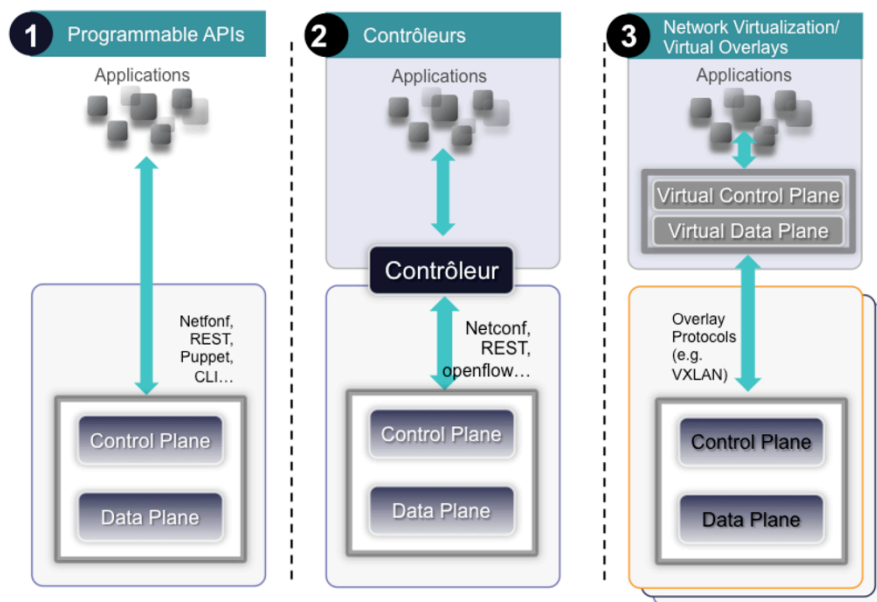 1
Programmable APIs
Applications
Netfonf,
REST,
Puppet,
CLI...
Control Plane
Data Plane
2
Contrôleurs
Applications
Contrôleur
Netconf,
REST,
openflow...
Control Plane
Data Plane
3
Network Virtualization/
Virtual Overlays
Applications
Virtual Control Plane
Virtual Data Plane
Overlay
Protocols
(e.g.
VXLAN)
Control Plane
Data Plane